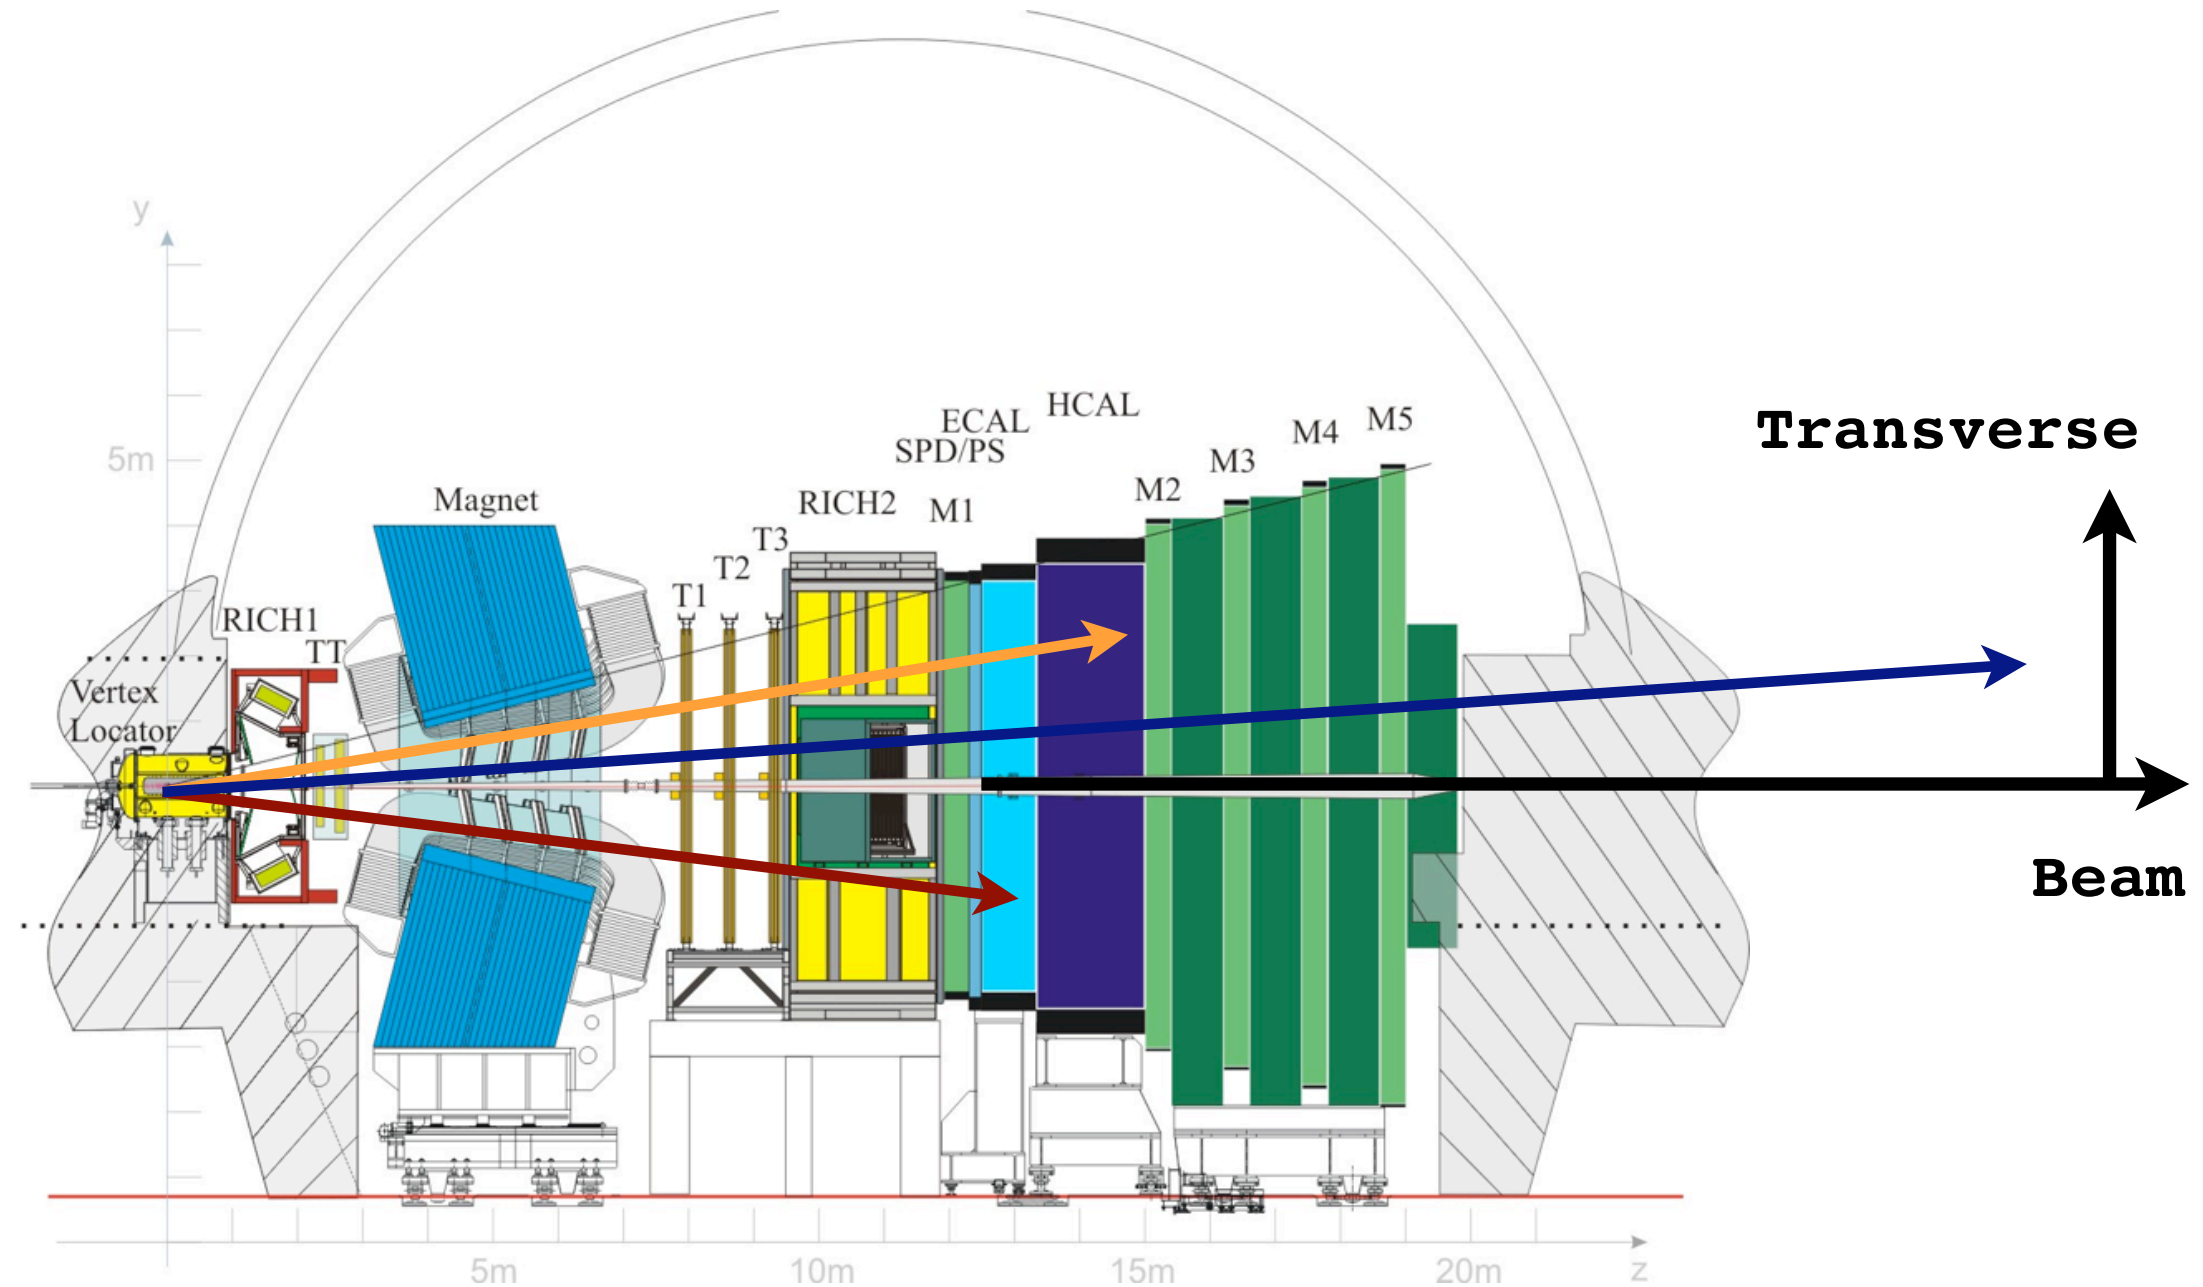 y
5m
Magnet
RICH1
TT
Vertex
Locator
T1
T2
T3
RICH2
M1
SPD/PS
ECAL
HCAL
M2
M3
M4
M5
Transverse
Beam
5m
10m
15m
20m
z